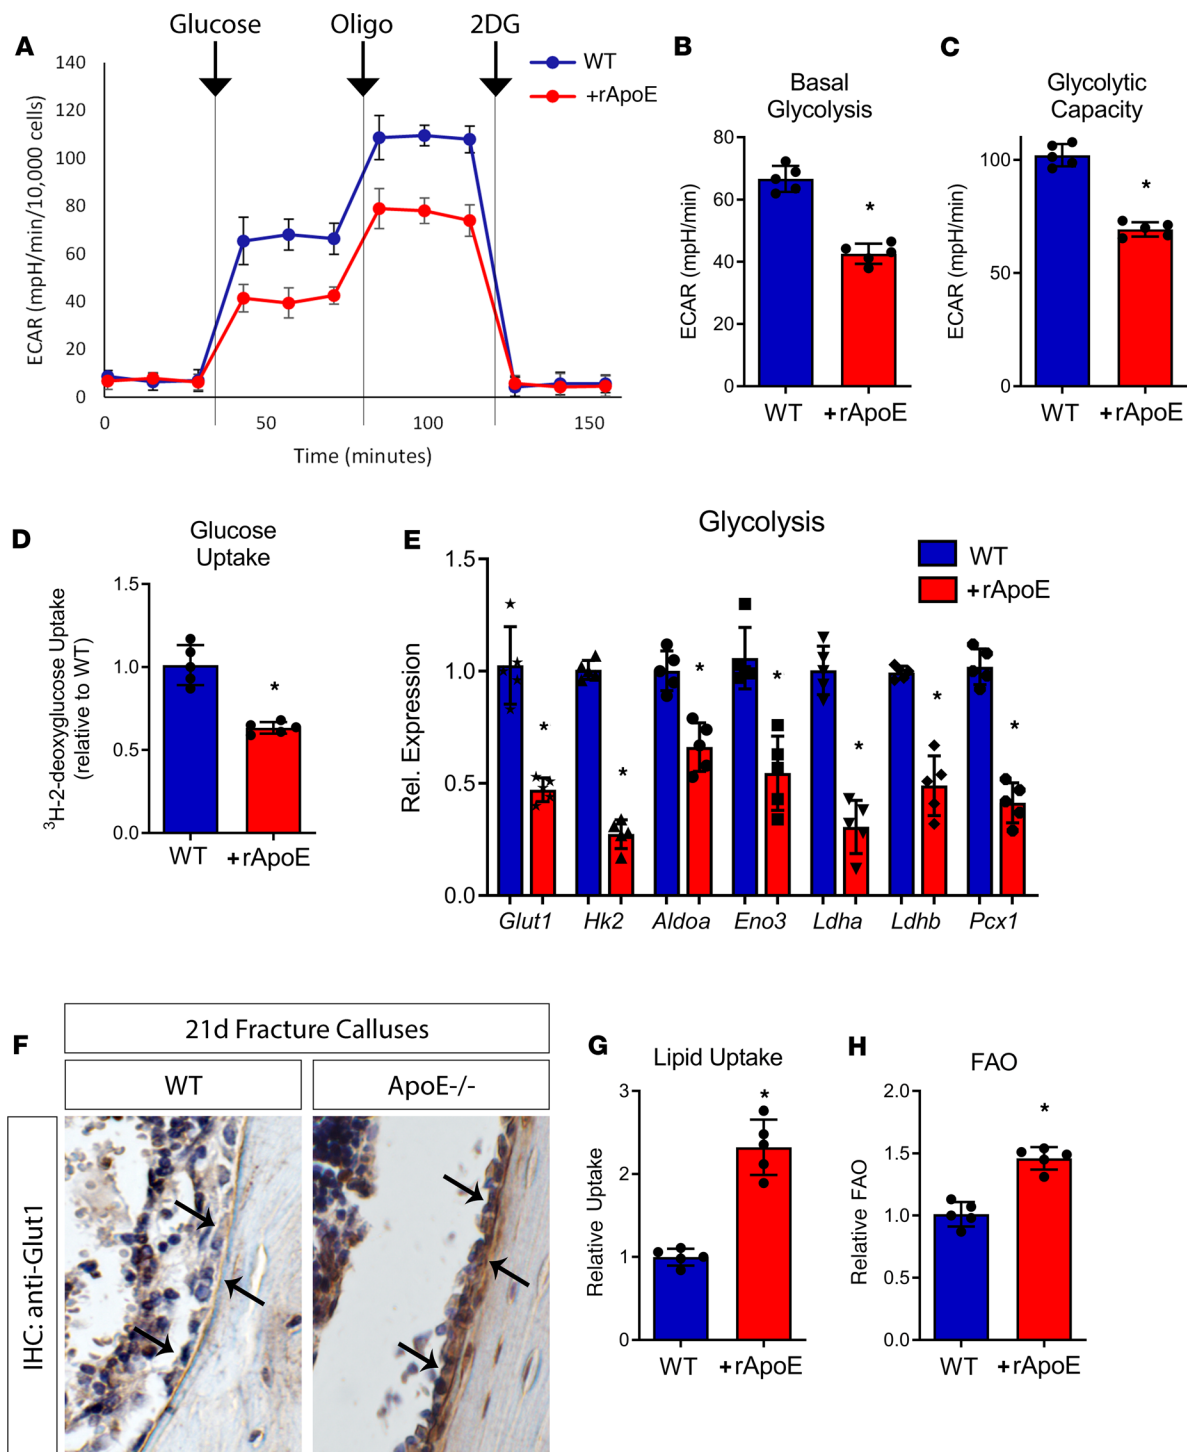 Glucose Oligo 2DG
A
140
120
100
80
60
40
20
0
ECAR (mpH/min/10,000 cells)
0 50 100 150
Time (minutes)
WT
+rApoE
B
Basal
Glycolysis
80
60
40
20
0
ECAR (mpH/min)
*
WT +rApoE
C
Glycolytic
Capacity
100
50
0
ECAR (mpH/min)
*
WT +rApoE
D
Glucose
Uptake
1.5
1.0
0.5
0.0
³H-2-deoxyglucose Uptake
(relative to WT)
*
WT +rApoE
E
Glycolysis
WT
+rApoE
1.5
1.0
0.5
0.0
Rel. Expression
* * * * * * *
Glut1 Hk2 Aldoa Eno3 Ldha Ldhb Pcx1
F
21d Fracture Calluses
WT ApoE-/-
IHC: anti-Glut1
G
Lipid Uptake
3
2
1
0
Relative Uptake
*
WT +rApoE
H
FAO
2.0
1.5
1.0
0.5
0.0
Relative FAO
*
WT +rApoE